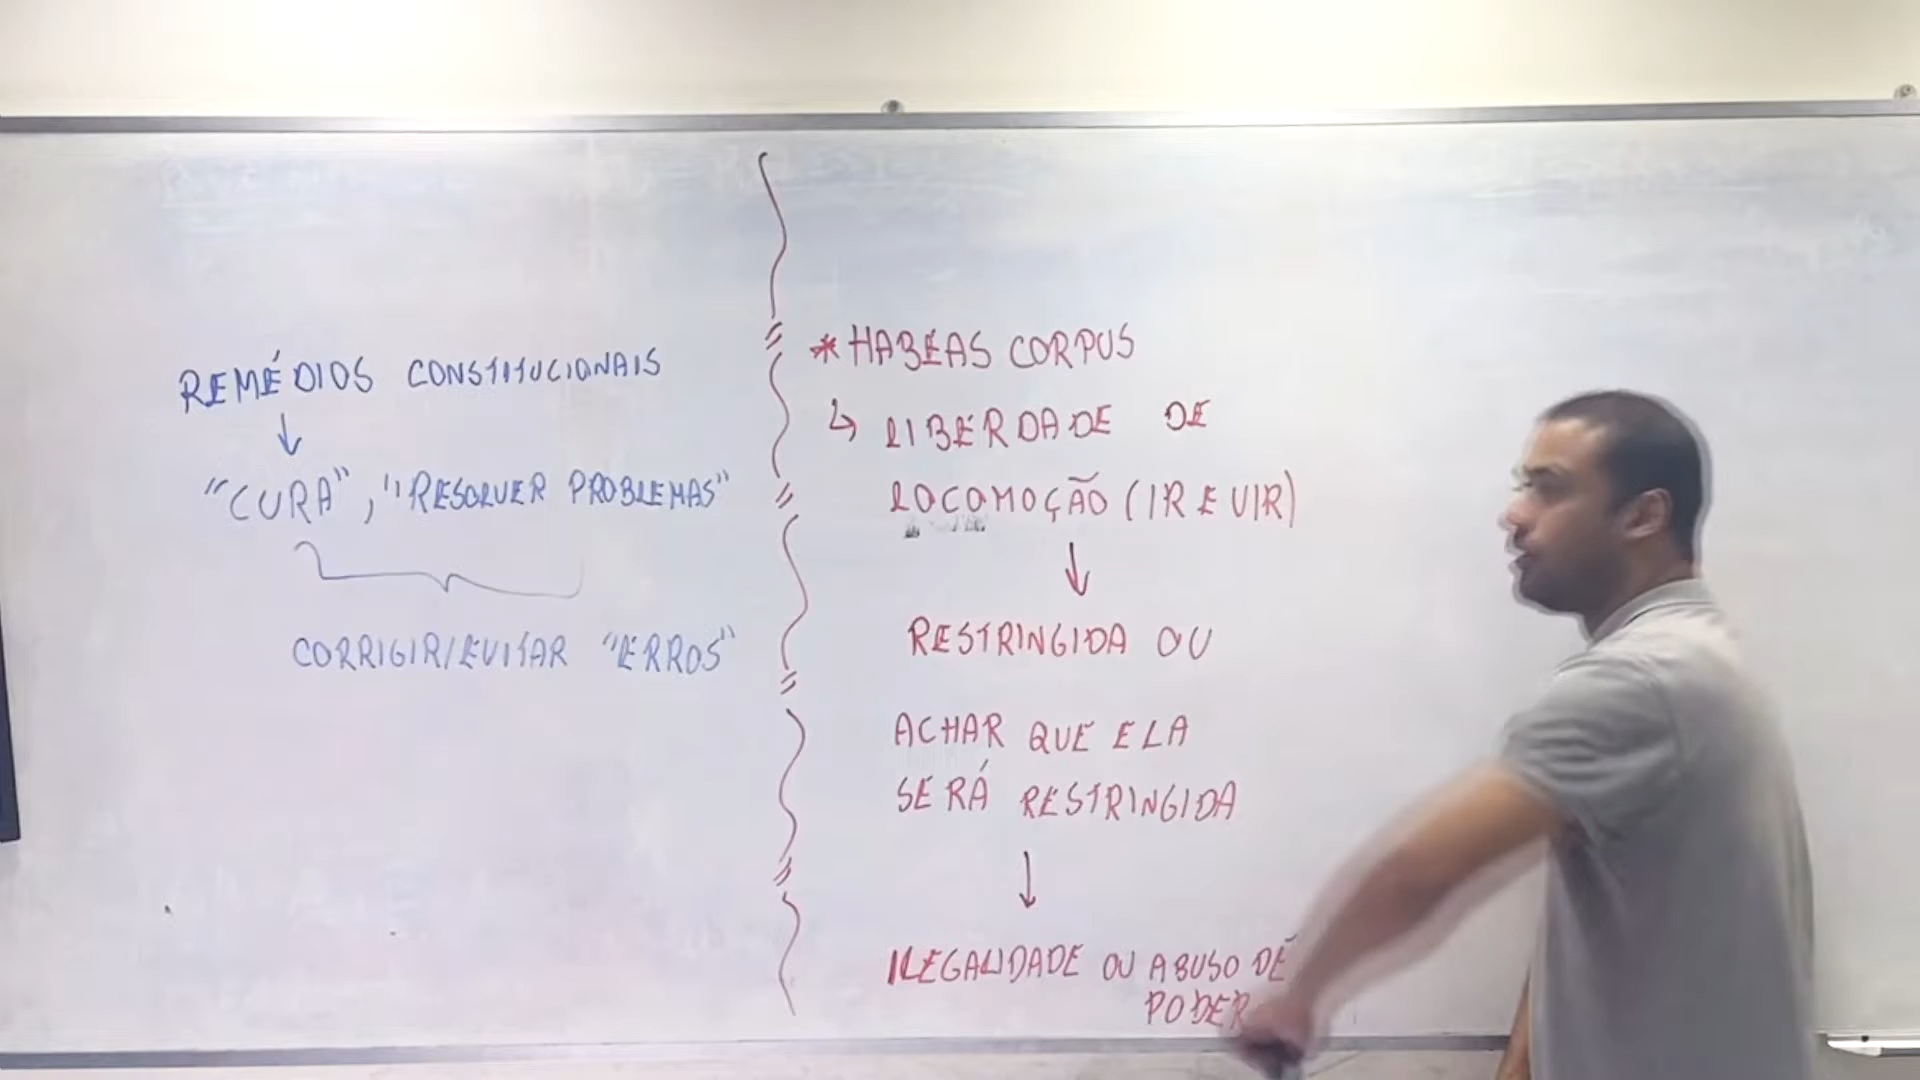 REMÉDIOS CONSTITUCIONAIS
↓
"CURA", "RESOLVER PROBLEMAS"
CORRIGIR/EVITAR "ERROS"
* HABEAS CORPUS
↳ LIBERDADE DE
LOCOMOÇÃO (IR E VIR)
↓
RESTRINGIDA OU
ACHAR QUE ELA
SERÁ RESTRINGIDA
↓
ILEGALIDADE OU ABUSO DE
PODER